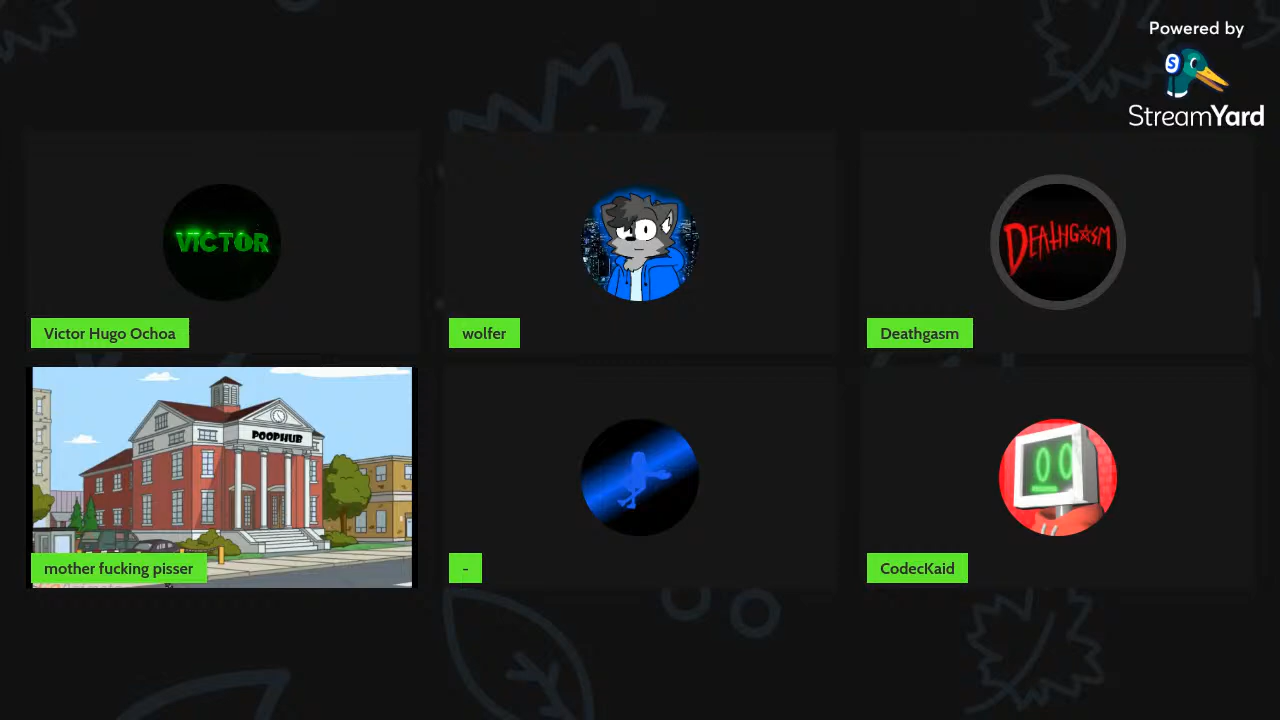 Powered by
S
StreamYard
VICTOR
DEATHGASM
Victor Hugo Ochoa
wolfer
Deathgasm
POOPHUB
mother fucking pisser
-
CodecKaid